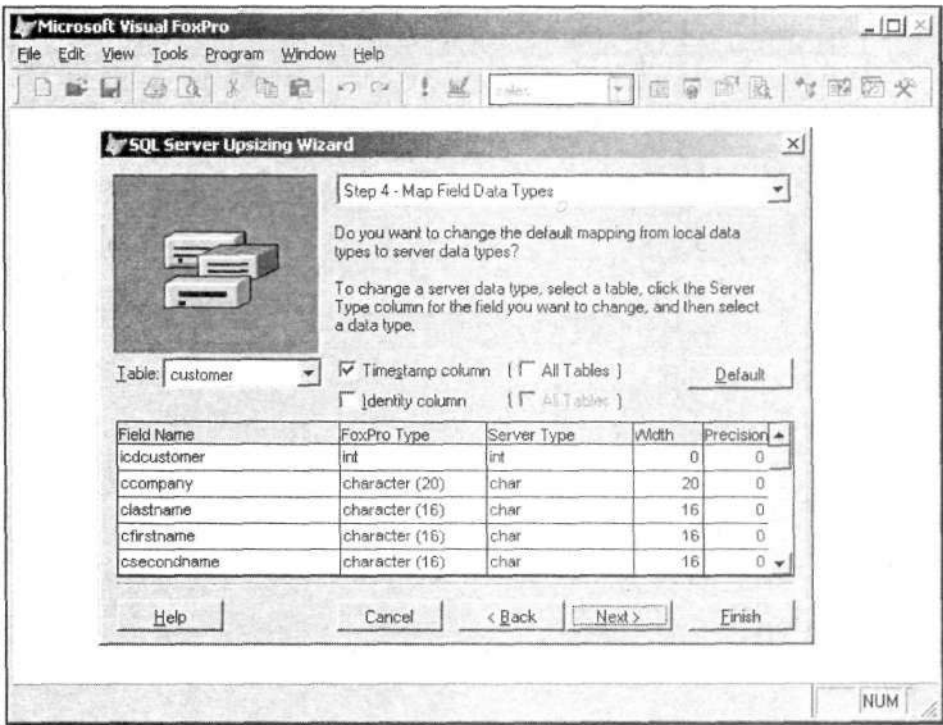 Microsoft Visual FoxPro
File Edit View Tools Program Window Help
sales
SQL Server Upsizing Wizard
Step 4 - Map Field Data Types
Do you want to change the default mapping from local data
types to server data types?
To change a server data type, select a table, click the Server
Type column for the field you want to change, and then select
a data type.
Table: customer
Timestamp column ( All Tables )
Default
Identity column ( All Tables )
Field Name FoxPro Type Server Type Width Precision
icdcustomer int int 0 0
ccompany character (20) char 20 0
clastname character (16) char 16 0
cfirstname character (16) char 16 0
csecondname character (16) char 16 0
Help Cancel < Back Next > Finish
NUM